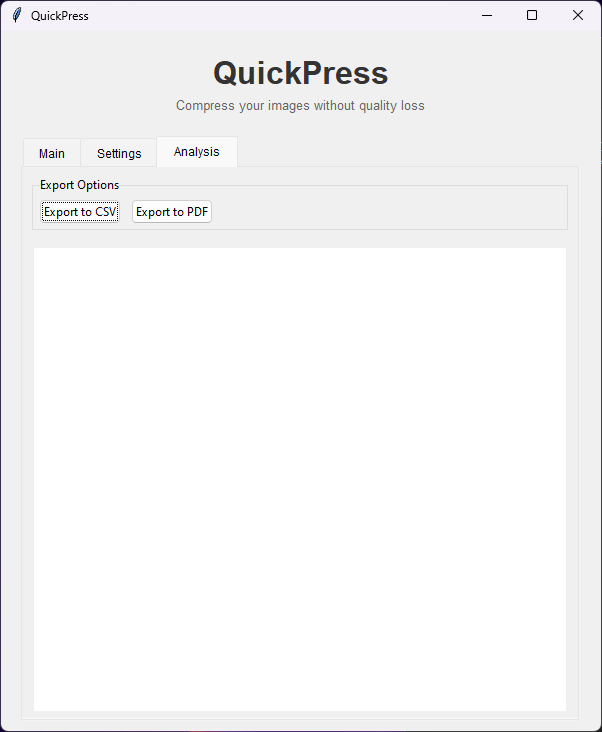 QuickPress
QuickPress
Compress your images without quality loss
Main Settings Analysis
Export Options
Export to CSV Export to PDF